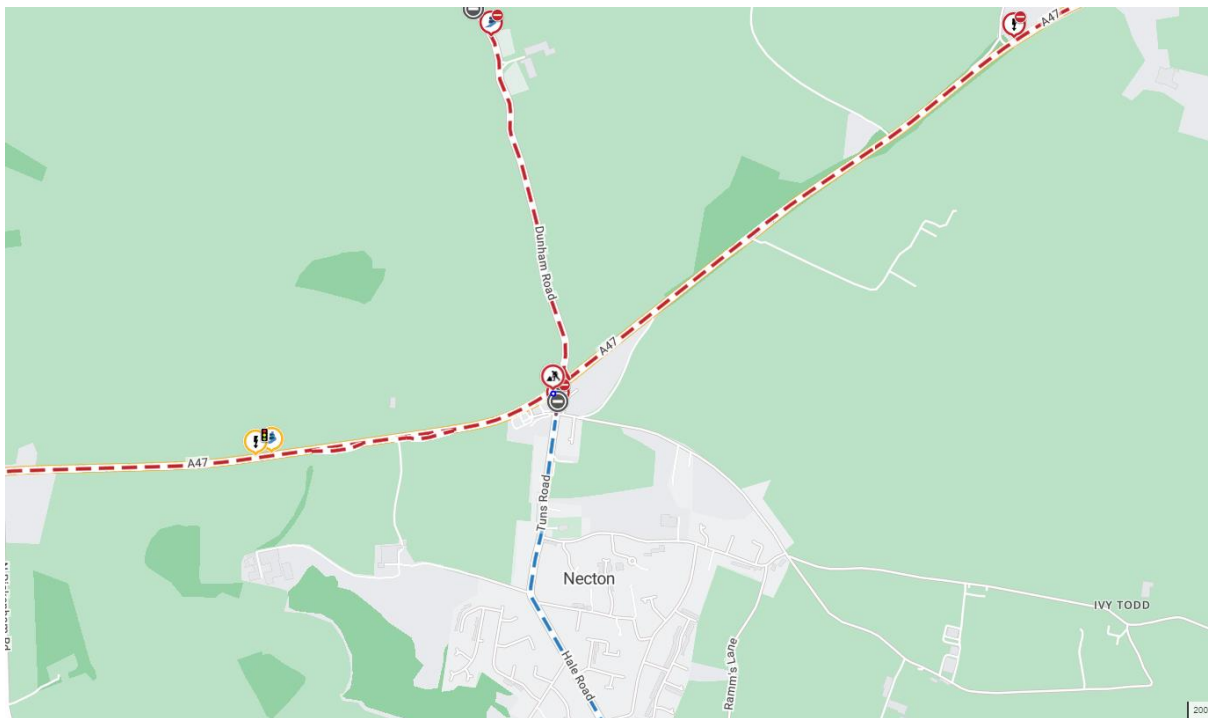 A47
Dunham Road
A47
A47
Tuns Road
Necton
IVY TODD
Hale Road
Ramm's Lane
200